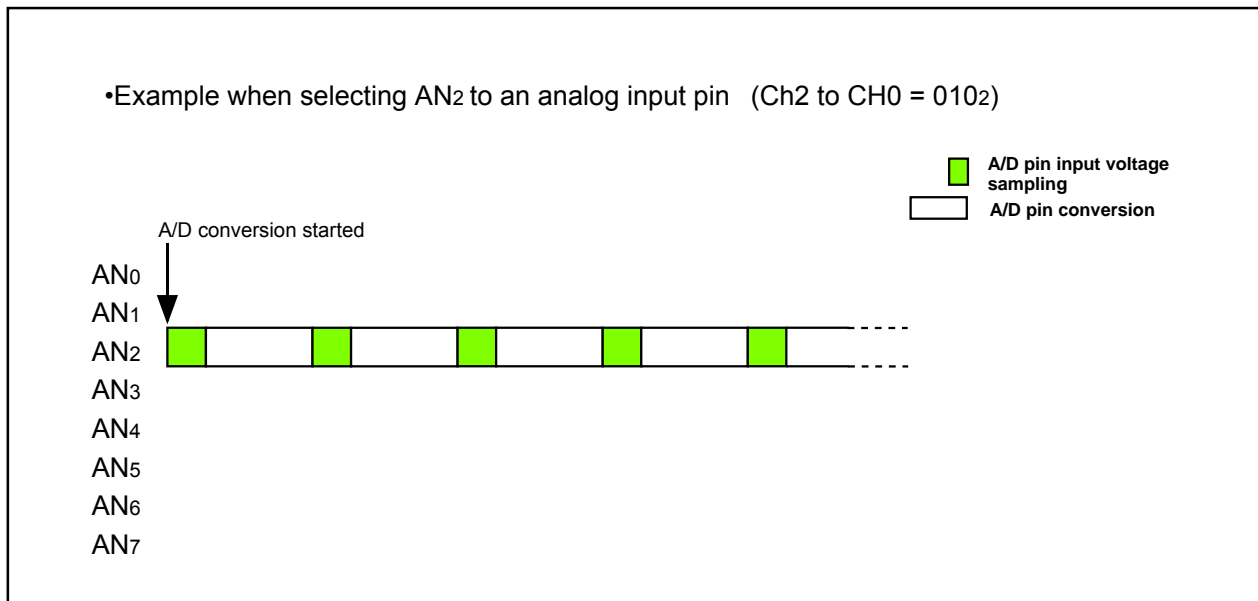 •Example when selecting AN2 to an analog input pin (Ch2 to CH0 = 0102)
A/D pin input voltage
sampling
A/D pin conversion
A/D conversion started
AN0
AN1
AN2
AN3
AN4
AN5
AN6
AN7